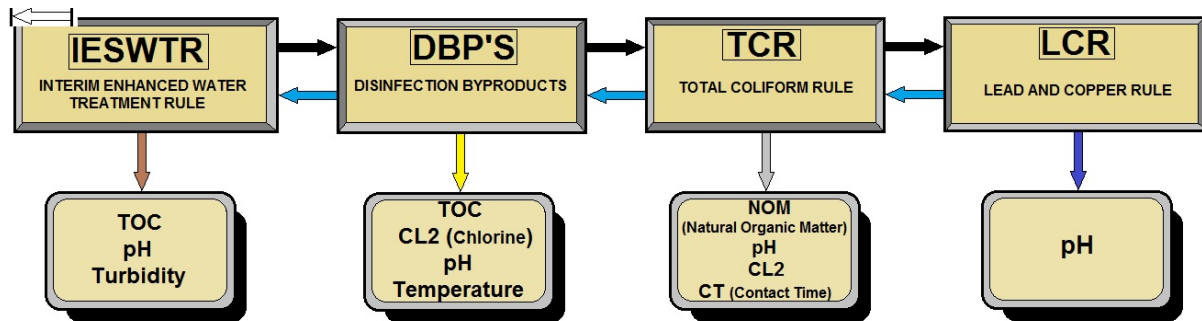 IESWTR
INTERIM ENHANCED WATER
TREATMENT RULE
DBP'S
DISINFECTION BYPRODUCTS
TCR
TOTAL COLIFORM RULE
LCR
LEAD AND COPPER RULE
TOC
pH
Turbidity
TOC
CL2 (Chlorine)
pH
Temperature
NOM
(Natural Organic Matter)
pH
CL2
CT (Contact Time)
pH